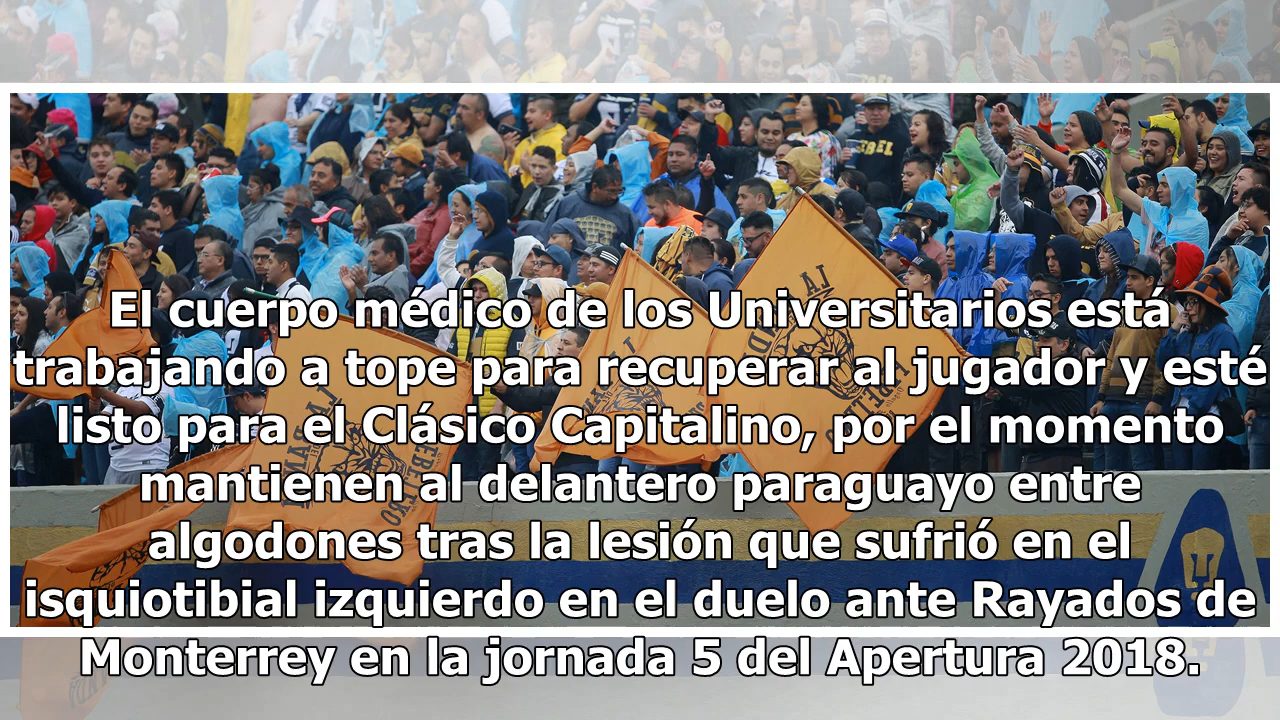 El cuerpo médico de los Universitarios está
trabajando a tope para recuperar al jugador y esté
listo para el Clásico Capitalino, por el momento
mantienen al delantero paraguayo entre
algodones tras la lesión que sufrió en el
isquiotibial izquierdo en el duelo ante Rayados de
Monterrey en la jornada 5 del Apertura 2018.